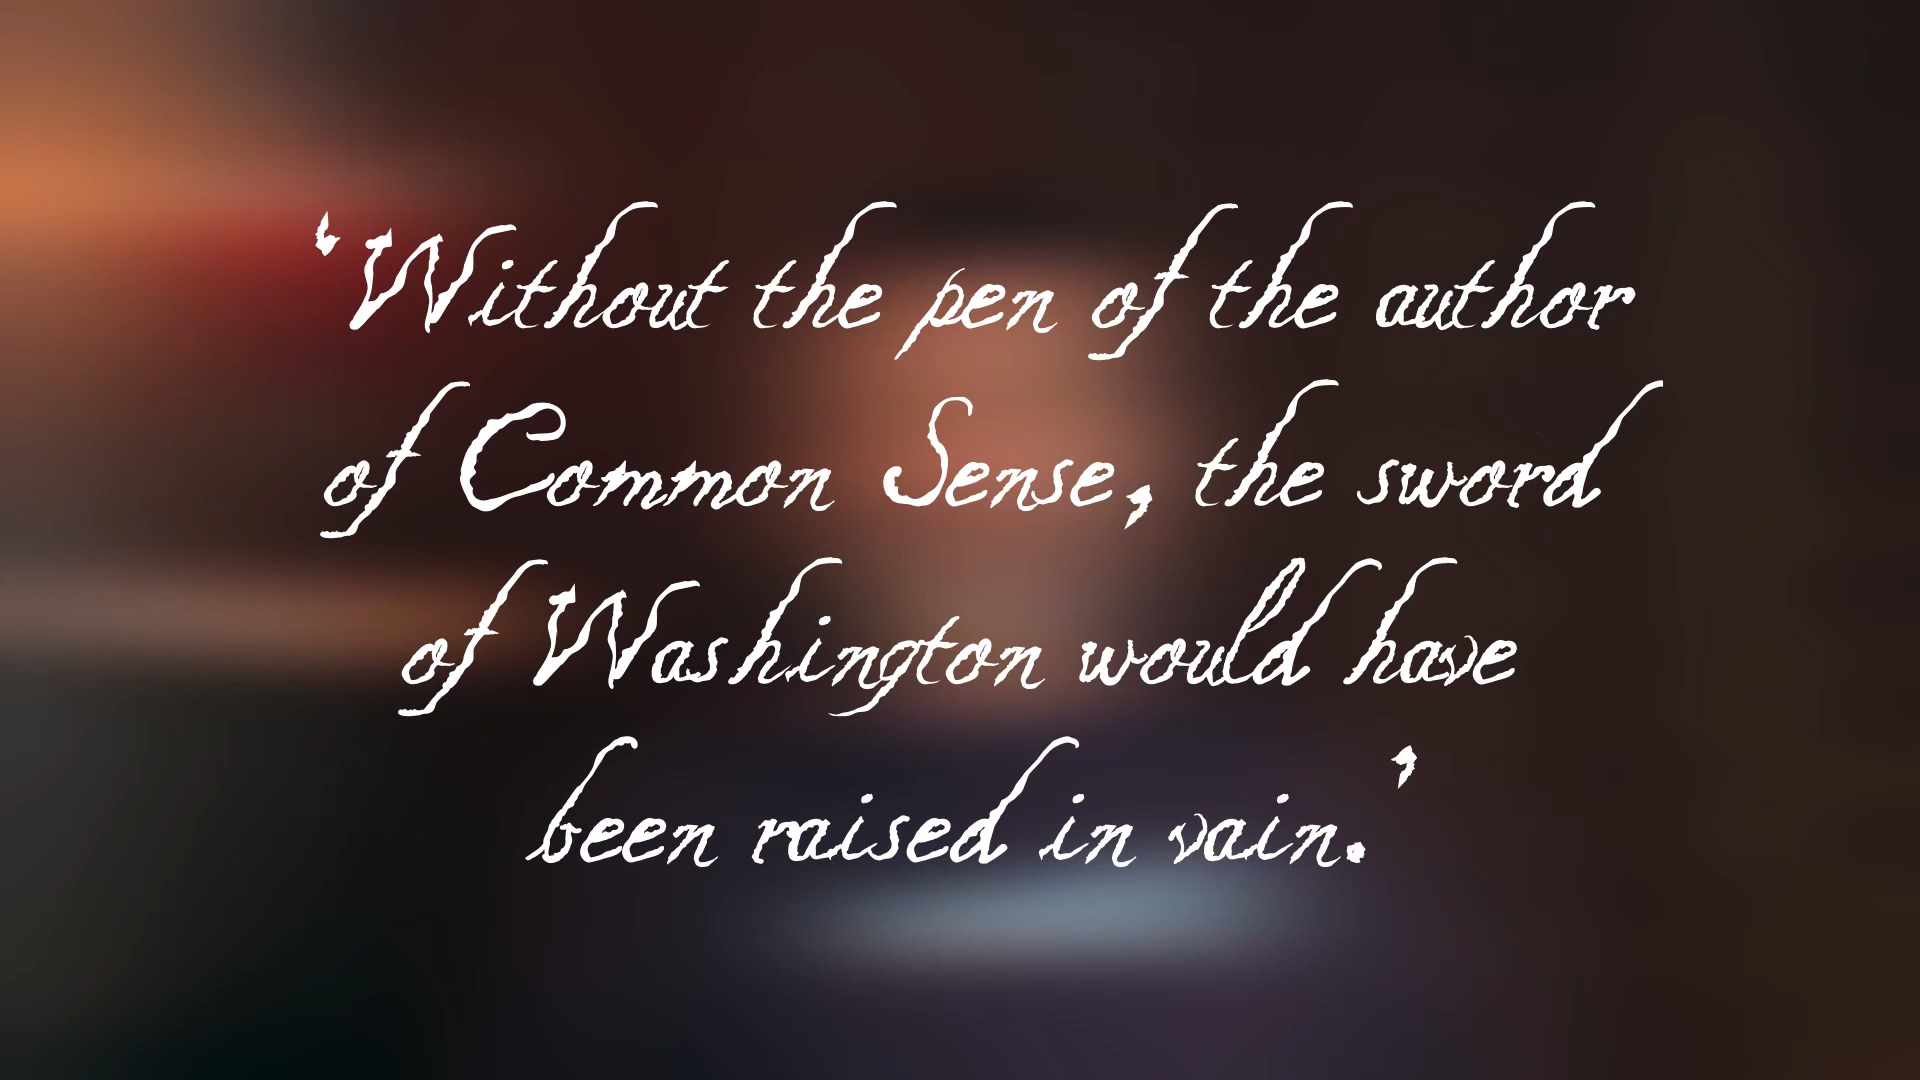 ‘Without the pen of the author
of Common Sense, the sword
of Washington would have
been raised in vain.’